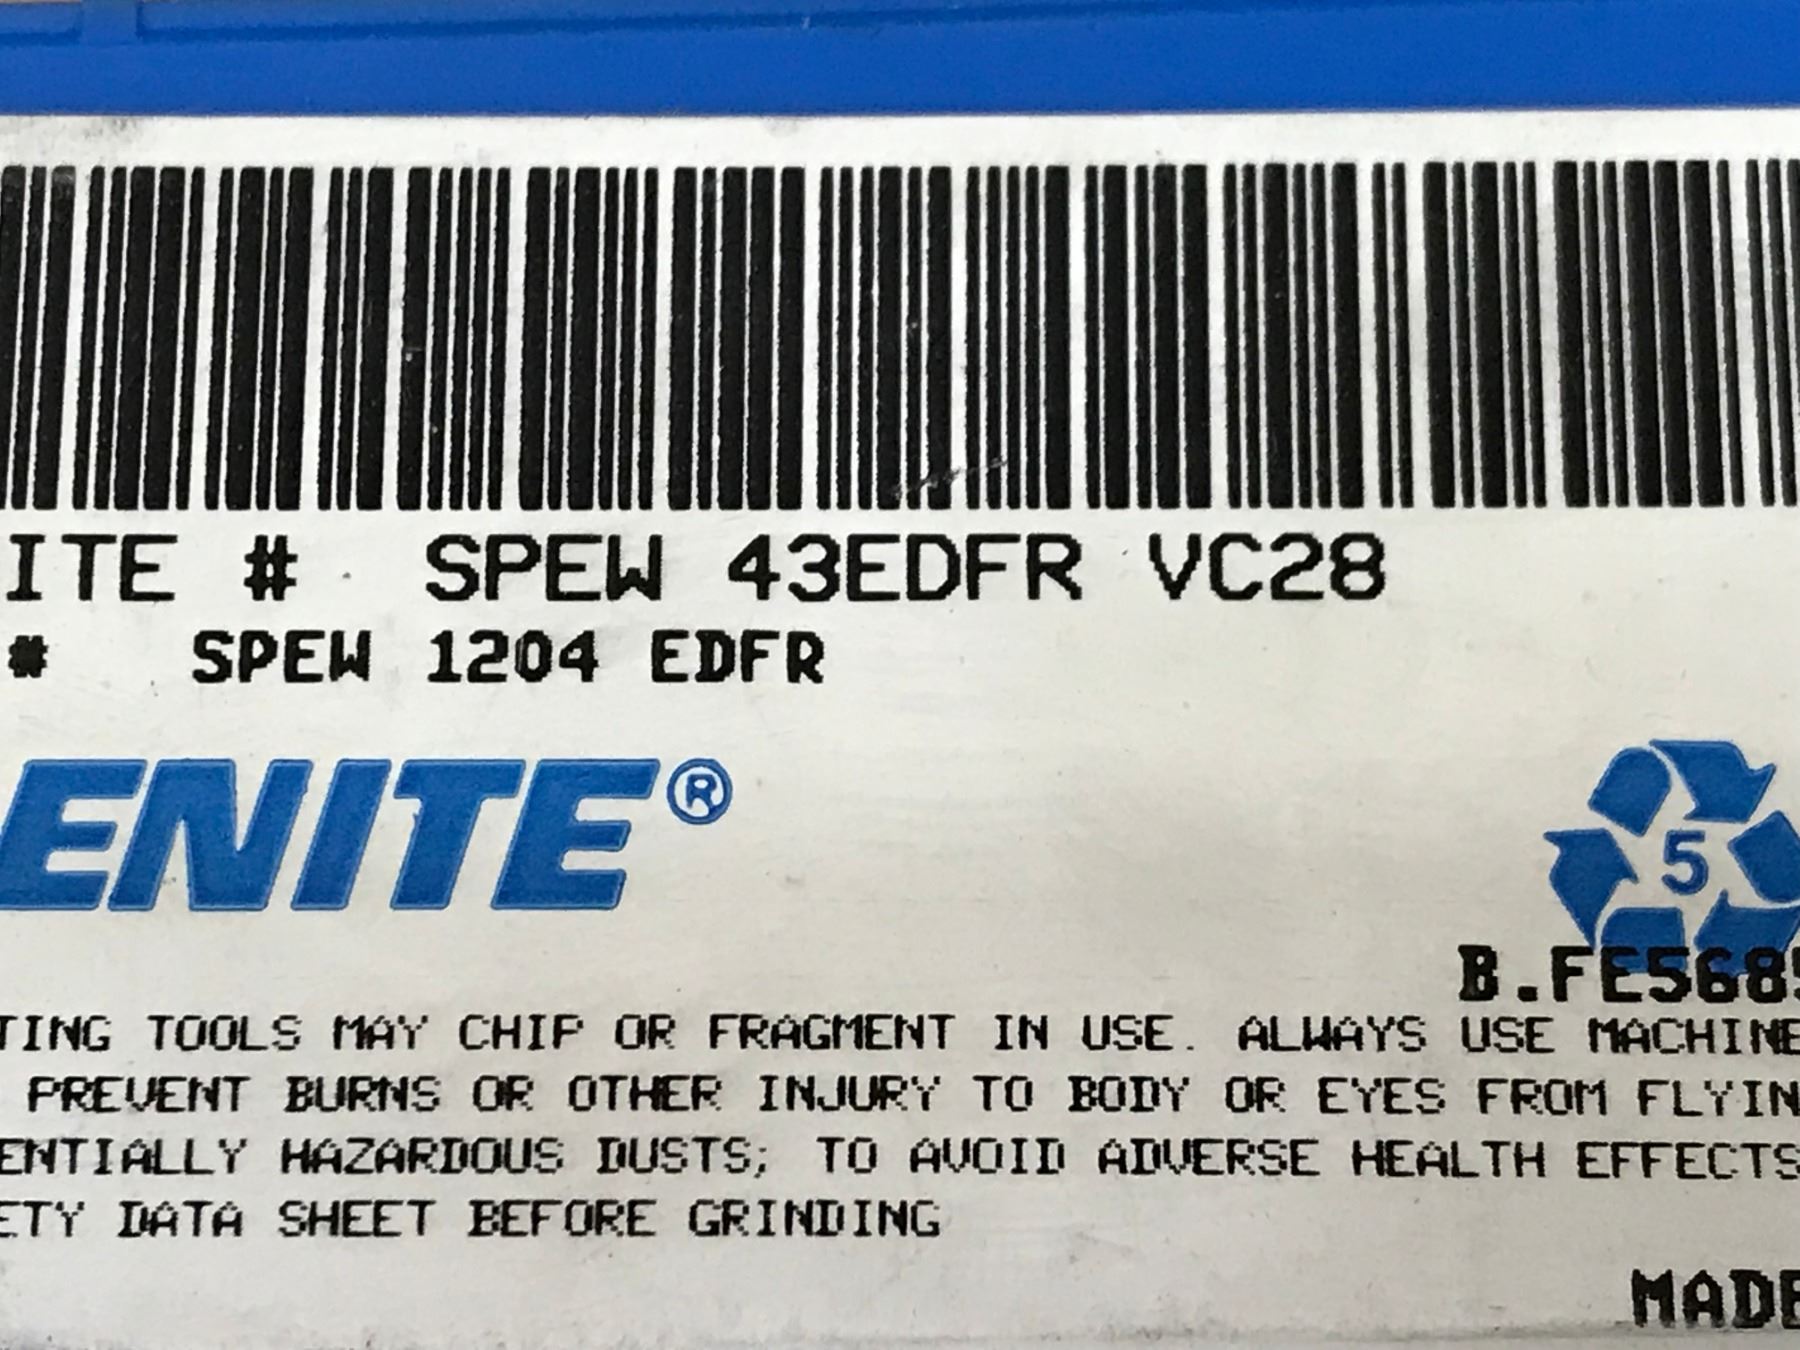 ITE # SPEW 43EDFR VC28
# SPEW 1204 EDFR
ENITE®
5
B.FE568
TING TOOLS MAY CHIP OR FRAGMENT IN USE. ALWAYS USE MACHINE
PREVENT BURNS OR OTHER INJURY TO BODY OR EYES FROM FLYIN
ENTIALLY HAZARDOUS DUSTS; TO AVOID ADVERSE HEALTH EFFECTS
ETY DATA SHEET BEFORE GRINDING
MADE